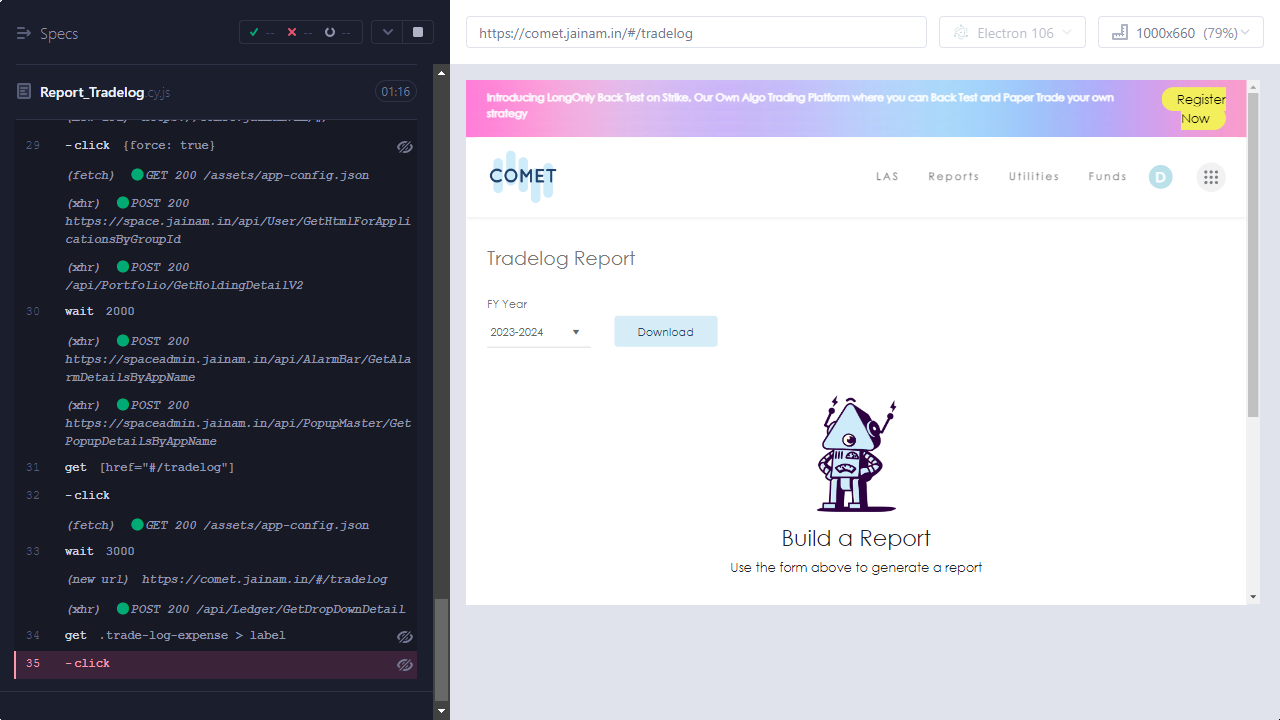 Specs
-- -- --
Report_Tradelog.cy.js
01:16
29 -click {force: true}
(fetch) GET 200 /assets/app-config.json
(xhr) POST 200
https://space.jainam.in/api/User/GetHtmlForAppli
cationsByGroupId
(xhr) POST 200
/api/Portfolio/GetHoldingDetailV2
30 wait 2000
(xhr) POST 200
https://spaceadmin.jainam.in/api/AlarmBar/GetAla
rmDetailsByAppName
(xhr) POST 200
https://spaceadmin.jainam.in/api/PopupMaster/Get
PopupDetailsByAppName
31 get [href="#/tradelog"]
32 -click
(fetch) GET 200 /assets/app-config.json
33 wait 3000
(new url) https://comet.jainam.in/#/tradelog
(xhr) POST 200 /api/Ledger/GetDropDownDetail
34 get .trade-log-expense > label
35 -click
https://comet.jainam.in/#/tradelog
Electron 106
1000x660 (79%)
Introducing LongOnly Back Test on Strike. Our Own Algo Trading Platform where you can Back Test and Paper Trade your own
strategy
Register
Now
COMET
LAS Reports Utilities Funds D
Tradelog Report
FY Year
2023-2024
Download
Build a Report
Use the form above to generate a report